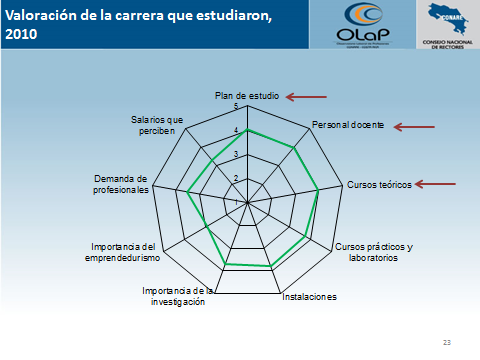 Valoración de la carrera que estudiaron,
2010
OLaP
CONARE
CONSEJO NACIONAL
DE RECTORES
Plan de estudio
5
Salarios que
perciben
Personal docente
4
3
Demanda de
profesionales
2
Cursos teóricos
1
Importancia del
emprendedurismo
Cursos prácticos y
laboratorios
Importancia de la
investigación
Instalaciones
23